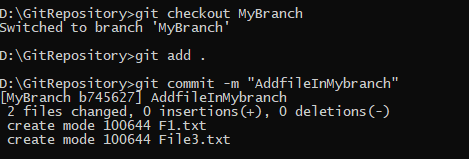 D:\GitRepository>git checkout MyBranch
Switched to branch 'MyBranch'
D:\GitRepository>git add .
D:\GitRepository>git commit -m "AddfileInMybranch"
[MyBranch b745627] AddfileInMybranch
2 files changed, 0 insertions(+), 0 deletions(-)
create mode 100644 F1.txt
create mode 100644 File3.txt